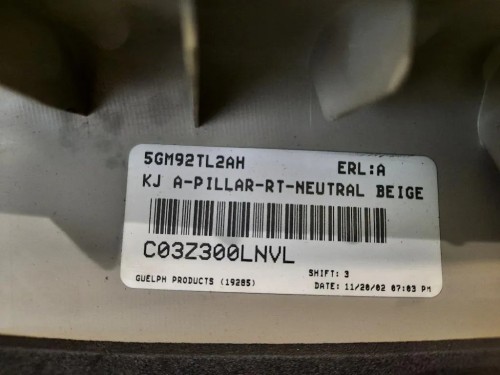 5GM92TL2AH ERL:A
KJ A-PILLAR-RT-NEUTRAL BEIGE
C03Z300LNVL
SHIFT: 3
GUELPH PRODUCTS (19285) DATE: 11/20/02 07:03 PM